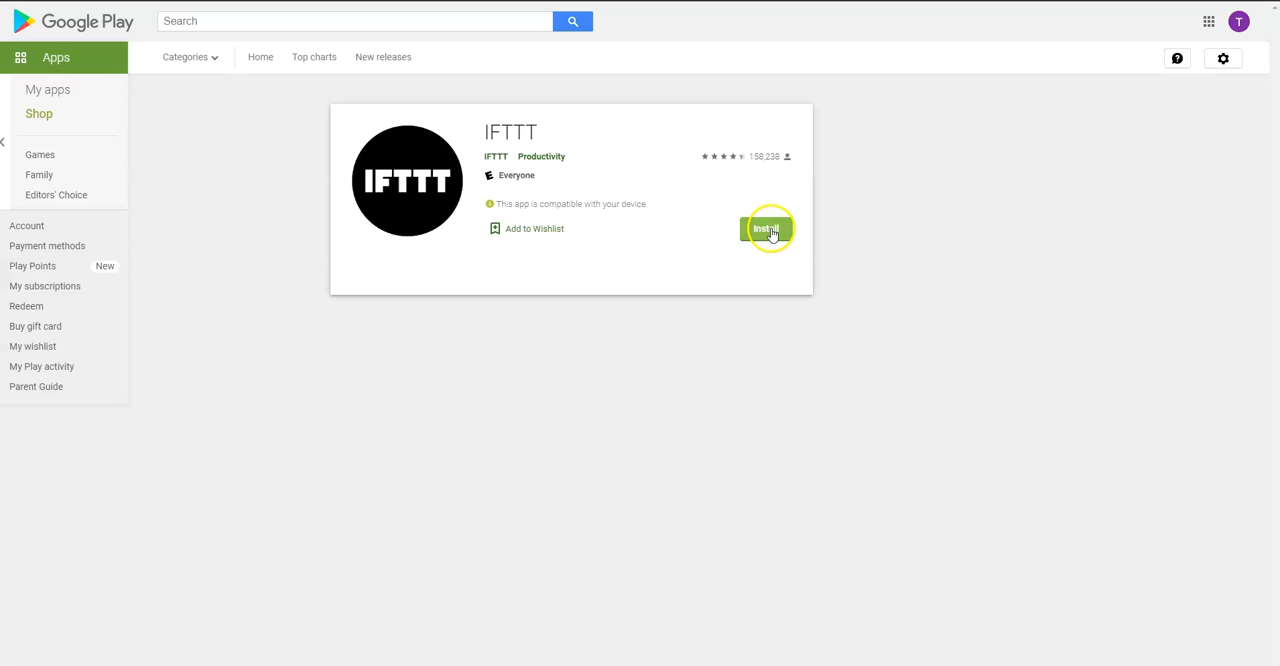 Google Play
Search
T
Apps
Categories
Home
Top charts
New releases
My apps
Shop
Games
Family
Editors' Choice
Account
Payment methods
Play Points
New
My subscriptions
Redeem
Buy gift card
My wishlist
My Play activity
Parent Guide
IFTTT
IFTTT
IFTTT Productivity
158,238
E Everyone
This app is compatible with your device.
Add to Wishlist
Install